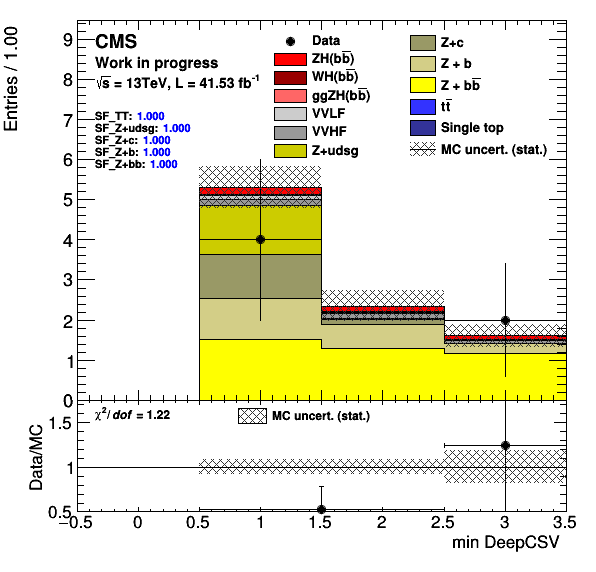 Entries / 1.00
9
8
7
6
5
4
3
2
1
0
CMS
Work in progress
√s = 13TeV, L = 41.53 fb⁻¹
SF_TT: 1.000
SF_Z+udsg: 1.000
SF_Z+c: 1.000
SF_Z+b: 1.000
SF_Z+bb: 1.000
Data
ZH(bb̅)
WH(bb̅)
ggZH(bb̅)
VVLF
VVHF
Z+udsg
Z+c
Z + b
Z + bb̅
tt̅
Single top
MC uncert. (stat.)
Data/MC
1.5
1
0.5
χ²/dof = 1.22
MC uncert. (stat.)
−0.5 0 0.5 1 1.5 2 2.5 3 3.5
min DeepCSV